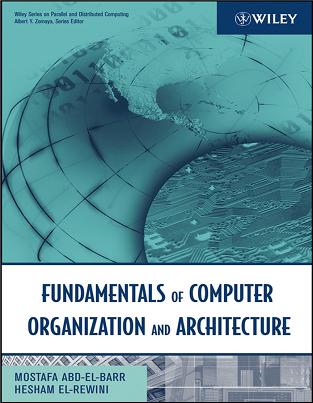 Wiley Series on Parallel and Distributed Computing
Albert Y. Zomaya, Series Editor
WILEY
FUNDAMENTALS OF COMPUTER
ORGANIZATION AND ARCHITECTURE
MOSTAFA ABD-EL-BARR
HESHAM EL-REWINI